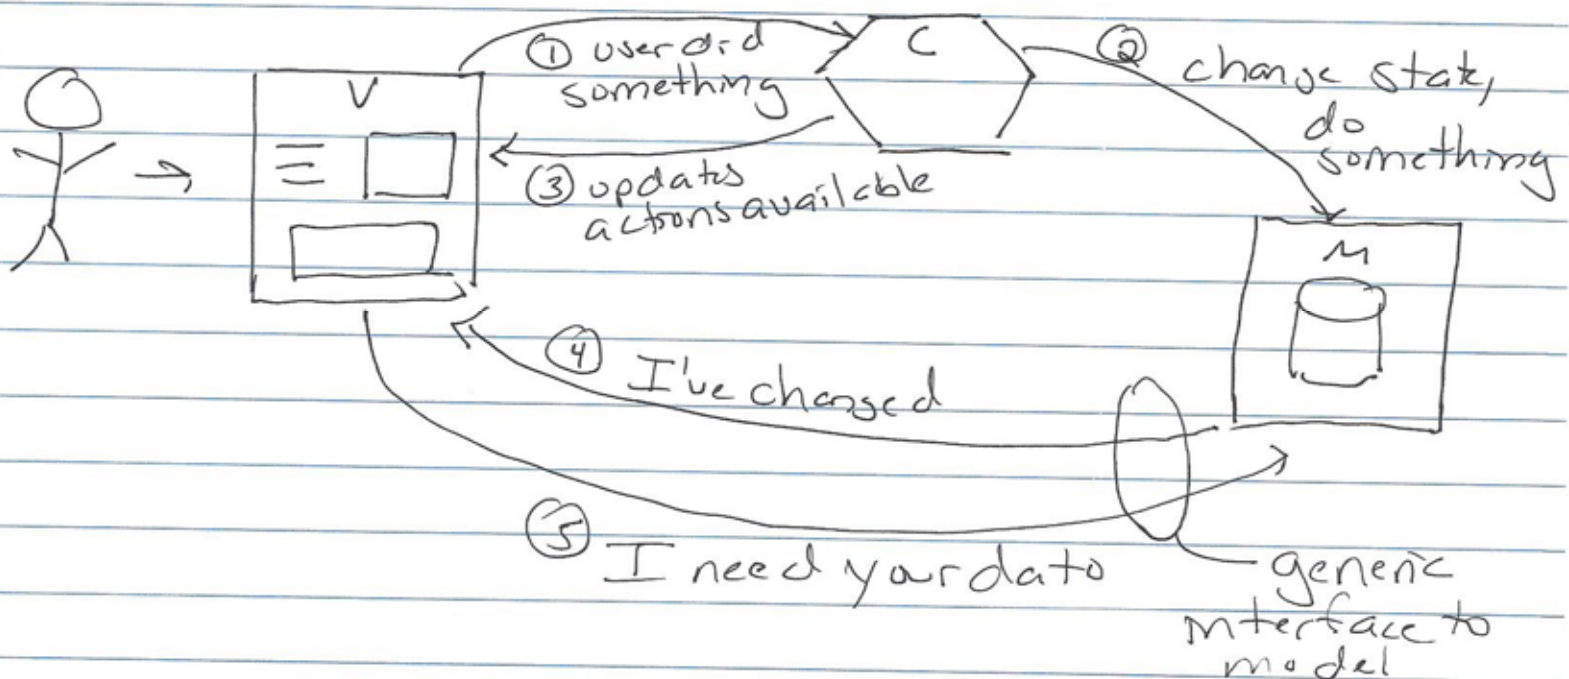 V
① user did
something
C
② change state,
do
something
③ updates
actions available
M
④ I've changed
⑤ I need your data
generic
interface to
model